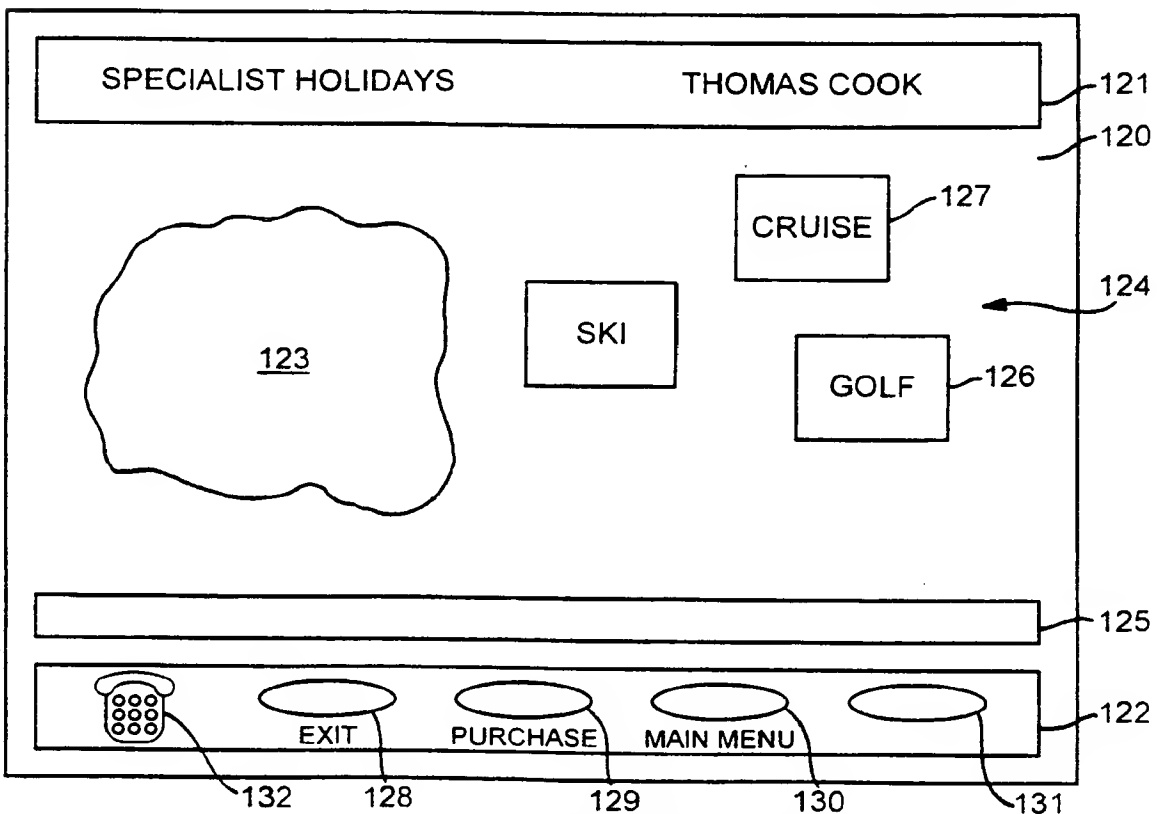 SPECIALIST HOLIDAYS THOMAS COOK
121
120
127
CRUISE
124
SKI
123
GOLF
126
125
122
EXIT PURCHASE MAIN MENU
132 128 129 130 131